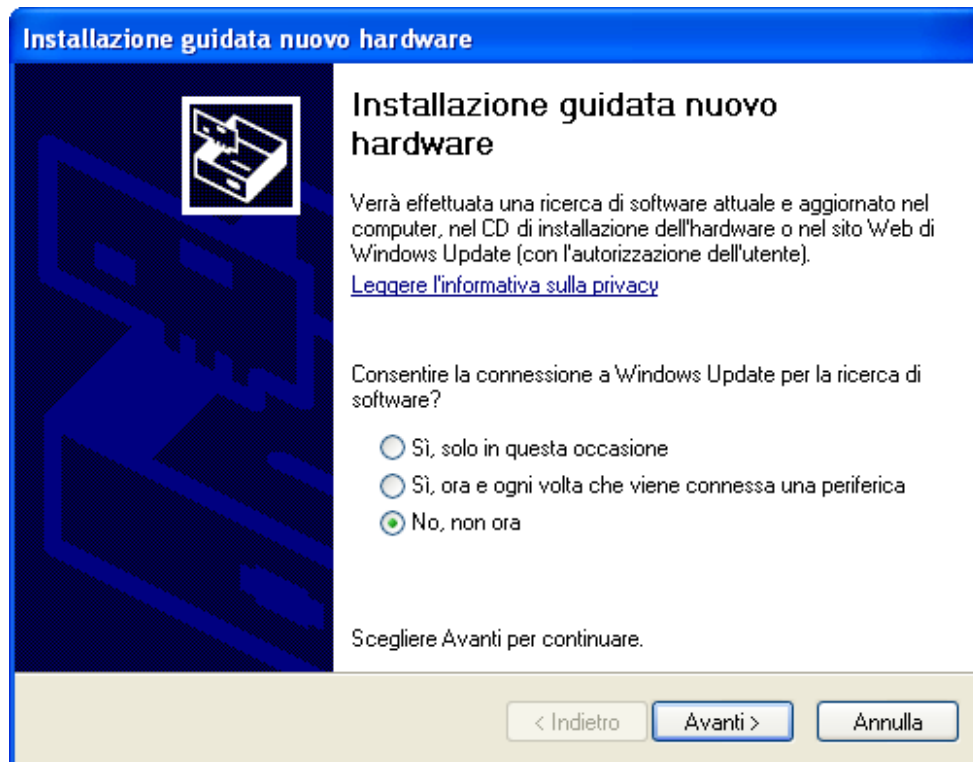 Installazione guidata nuovo hardware
Installazione guidata nuovo
hardware
Verrà effettuata una ricerca di software attuale e aggiornato nel
computer, nel CD di installazione dell'hardware o nel sito Web di
Windows Update (con l'autorizzazione dell'utente).
Leggere l'informativa sulla privacy
Consentire la connessione a Windows Update per la ricerca di
software?
Sì, solo in questa occasione
Sì, ora e ogni volta che viene connessa una periferica
No, non ora
Scegliere Avanti per continuare.
< Indietro Avanti > Annulla